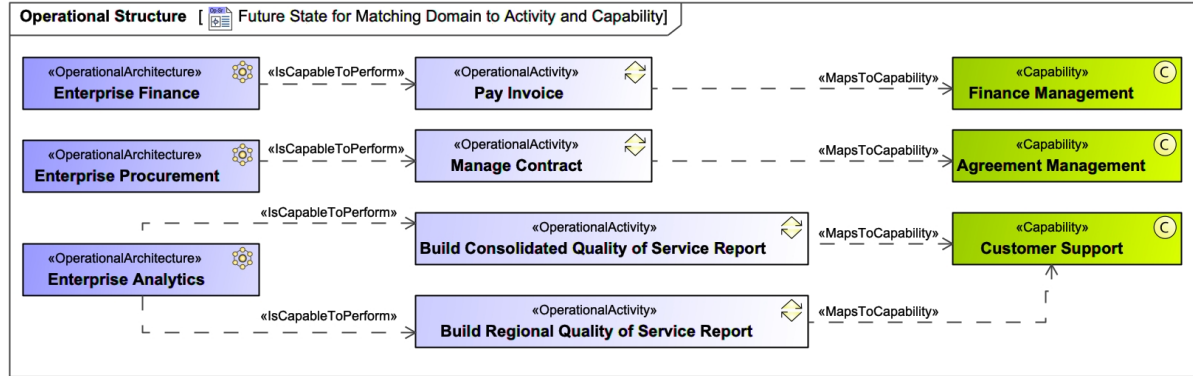 Operational Structure [ Future State for Matching Domain to Activity and Capability]
«OperationalArchitecture»
Enterprise Finance
«IsCapableToPerform»
«OperationalActivity»
Pay Invoice
«MapsToCapability»
«Capability»
Finance Management
C
«OperationalArchitecture»
Enterprise Procurement
«IsCapableToPerform»
«OperationalActivity»
Manage Contract
«MapsToCapability»
«Capability»
Agreement Management
C
«OperationalArchitecture»
Enterprise Analytics
«IsCapableToPerform»
«OperationalActivity»
Build Consolidated Quality of Service Report
«MapsToCapability»
«Capability»
Customer Support
C
«IsCapableToPerform»
«OperationalActivity»
Build Regional Quality of Service Report
«MapsToCapability»